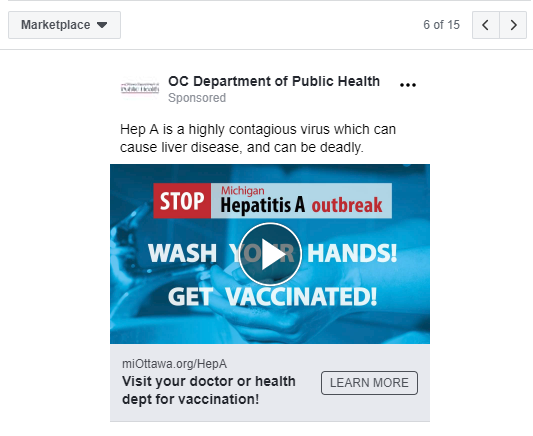 Marketplace
6 of 15
OC Department of Public Health
Public Health
Sponsored
Hep A is a highly contagious virus which can
cause liver disease, and can be deadly.
STOP
Michigan
Hepatitis A outbreak
WASH YOUR HANDS!
GET VACCINATED!
miOttawa.org/HepA
Visit your doctor or health
dept for vaccination!
LEARN MORE